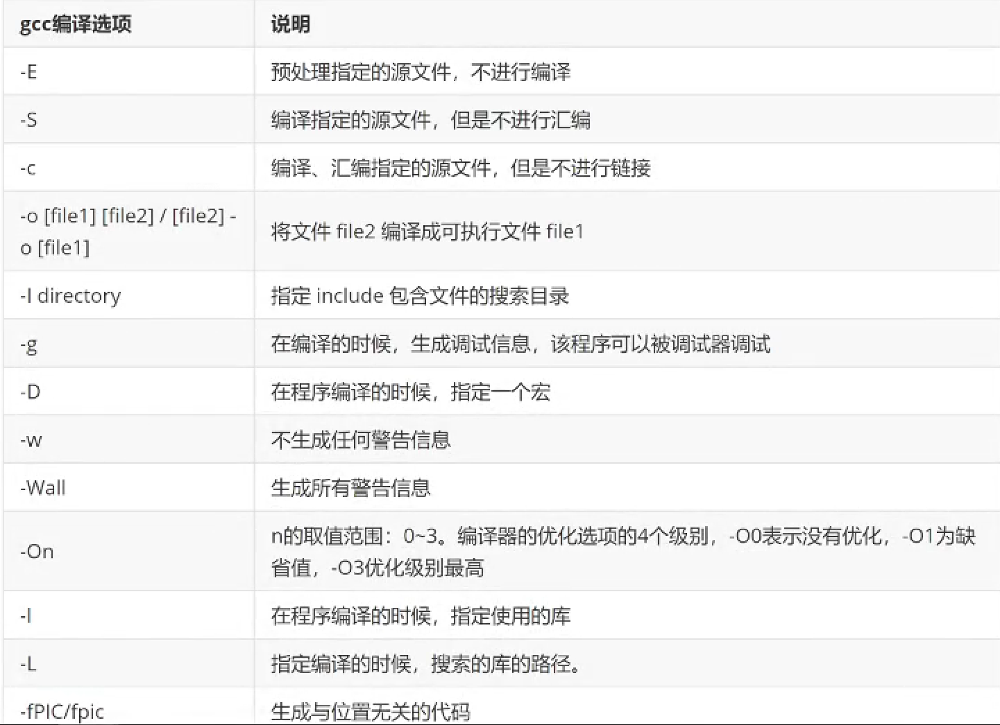 gcc编译选项 说明
-E 预处理指定的源文件，不进行编译
-S 编译指定的源文件，但是不进行汇编
-c 编译、汇编指定的源文件，但是不进行链接
-o [file1] [file2] / [file2] -
o [file1]
将文件 file2 编译成可执行文件 file1
-I directory 指定 include 包含文件的搜索目录
-g 在编译的时候，生成调试信息，该程序可以被调试器调试
-D 在程序编译的时候，指定一个宏
-w 不生成任何警告信息
-Wall 生成所有警告信息
-On
n的取值范围：0~3。编译器的优化选项的4个级别，-O0表示没有优化，-O1为缺
省值，-O3优化级别最高
-l 在程序编译的时候，指定使用的库
-L 指定编译的时候，搜索的库的路径。
-fPIC/fpic 生成与位置无关的代码